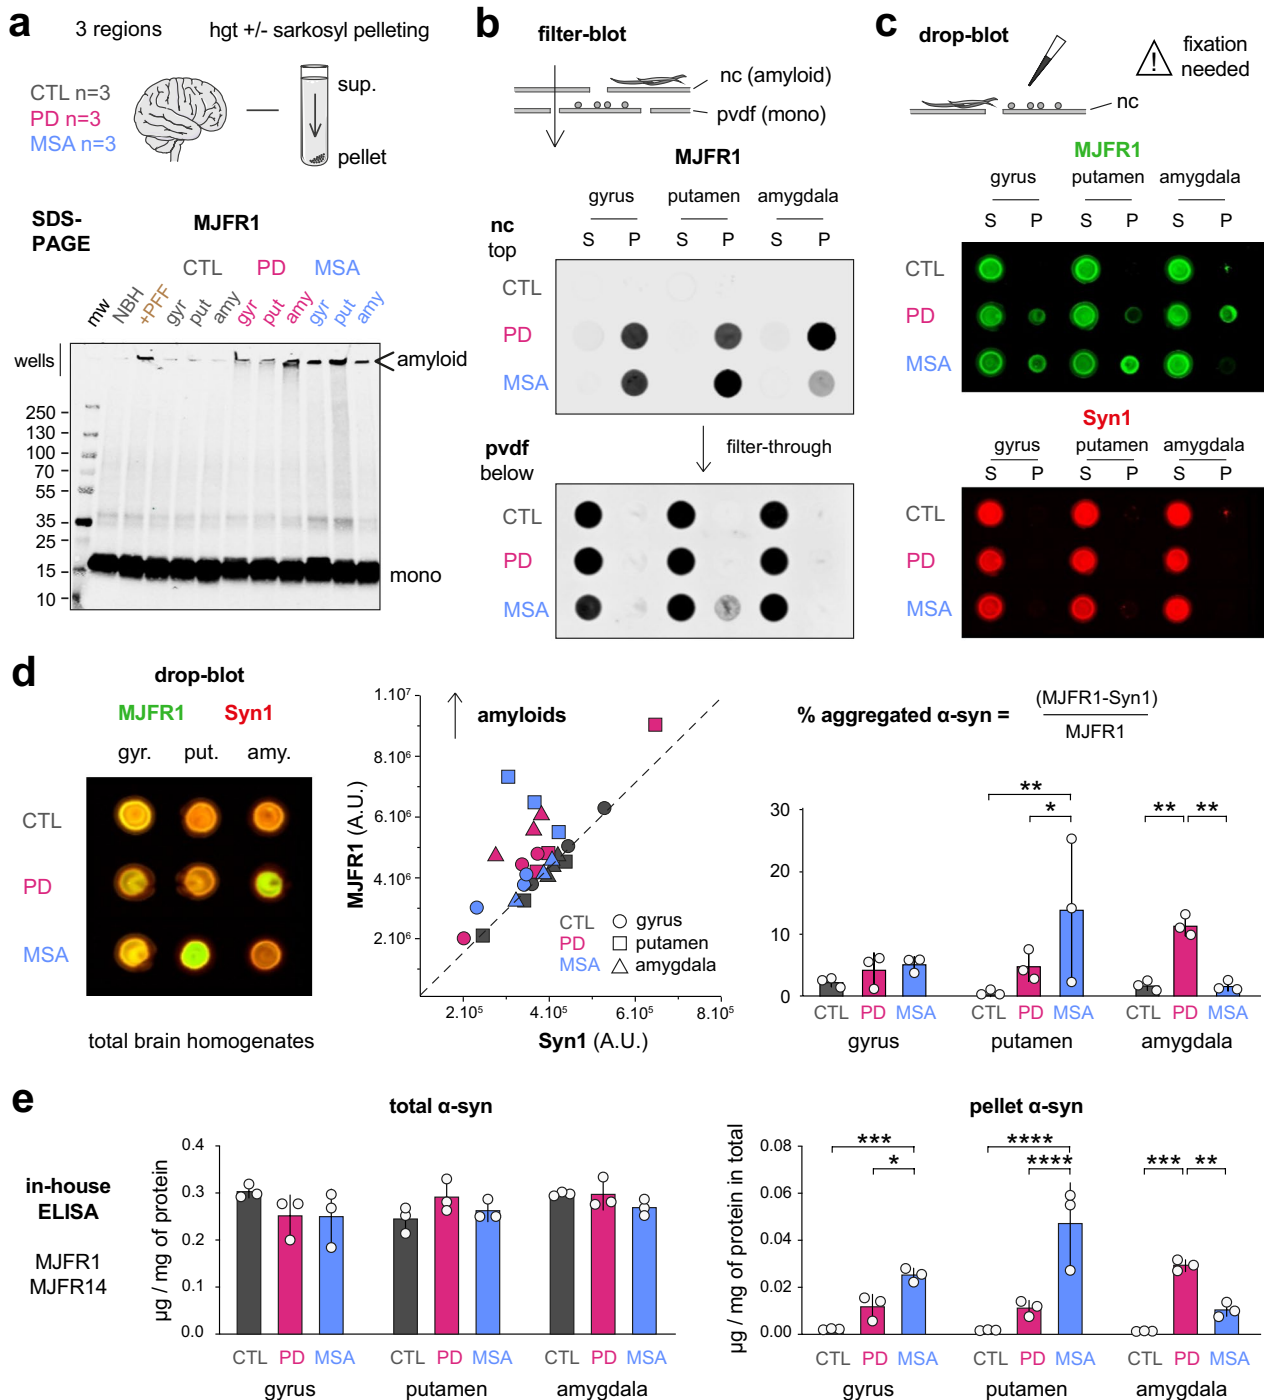 a
3 regions
hgt +/- sarkosyl pelleting
CTL n=3
PD n=3
MSA n=3
sup.
pellet
SDS-
PAGE
MJFR1
CTL PD MSA
mw NBH +PFF gyr put amy gyr put amy gyr put amy
wells
amyloid
250
130
100
70
55
35
25
15
10
mono
b
filter-blot
nc (amyloid)
pvdf (mono)
MJFR1
gyrus putamen amygdala
nc
top
S P S P S P
CTL
PD
MSA
pvdf
below
filter-through
CTL
PD
MSA
c
drop-blot
! fixation
needed
nc
MJFR1
gyrus putamen amygdala
S P S P S P
CTL
PD
MSA
Syn1
gyrus putamen amygdala
S P S P S P
CTL
PD
MSA
d
drop-blot
MJFR1 Syn1
gyr. put. amy.
CTL
PD
MSA
total brain homogenates
MJFR1 (A.U.)
1.10⁷
8.10⁶
6.10⁶
4.10⁶
2.10⁶
amyloids
CTL gyrus
PD putamen
MSA amygdala
2.10⁵ 4.10⁵ 6.10⁵ 8.10⁵
Syn1 (A.U.)
% aggregated α-syn = (MJFR1-Syn1)
MJFR1
30
20
10
0
** * ** **
CTL PD MSA CTL PD MSA CTL PD MSA
gyrus putamen amygdala
e
in-house
ELISA
MJFR1
MJFR14
total α-syn
µg / mg of protein
0.4
0.3
0.2
0.1
0.0
CTL PD MSA CTL PD MSA CTL PD MSA
gyrus putamen amygdala
pellet α-syn
µg / mg of protein in total
0.08
0.06
0.04
0.02
0.00
*** * **** **** *** **
CTL PD MSA CTL PD MSA CTL PD MSA
gyrus putamen amygdala